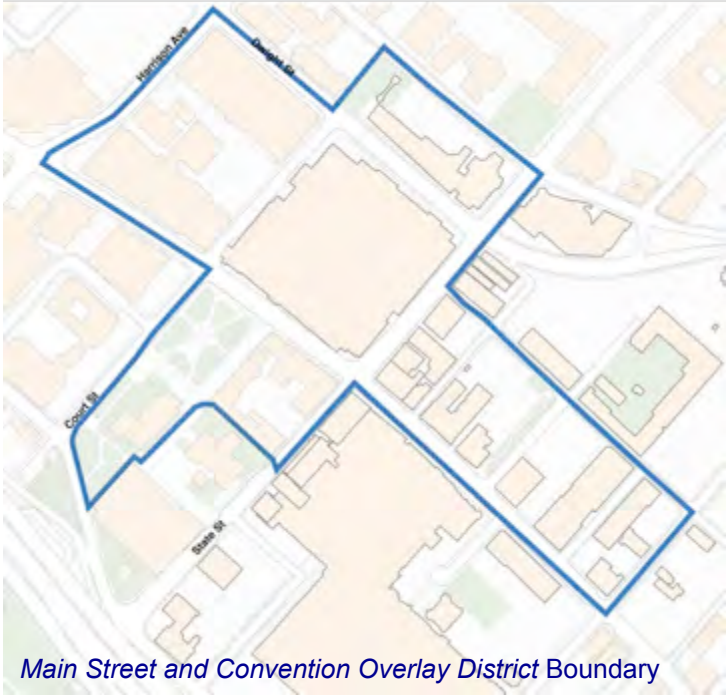 Harrison Ave
Dwight St
Court St
State St
Main Street and Convention Overlay District Boundary